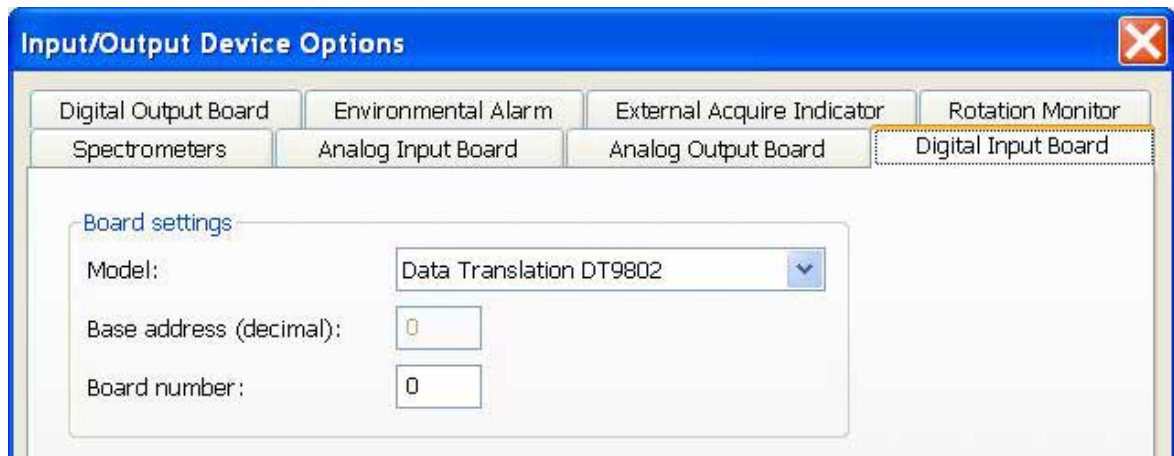 Input/Output Device Options
Digital Output Board Environmental Alarm External Acquire Indicator Rotation Monitor
Spectrometers Analog Input Board Analog Output Board Digital Input Board
Board settings
Model: Data Translation DT9802
Base address (decimal): 0
Board number: 0